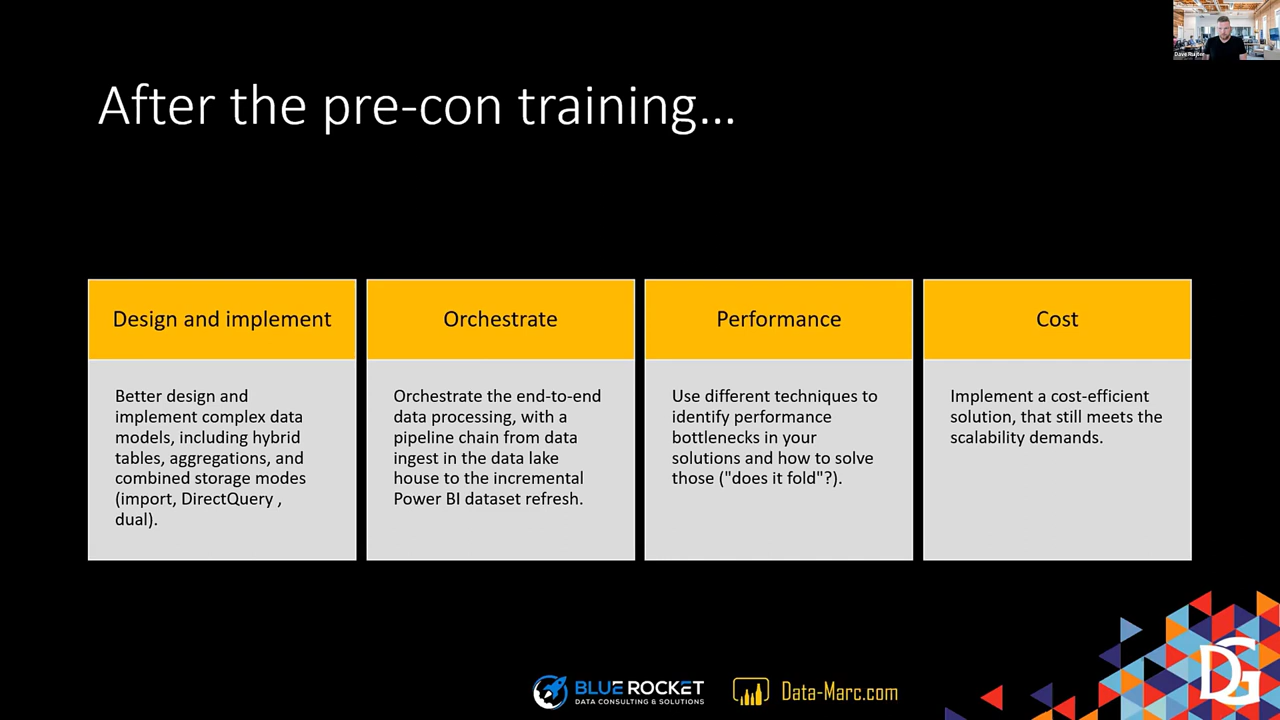 Dave Ruijter
After the pre-con training...
Design and implement
Better design and
implement complex data
models, including hybrid
tables, aggregations, and
combined storage modes
(import, DirectQuery ,
dual).
Orchestrate
Orchestrate the end-to-end
data processing, with a
pipeline chain from data
ingest in the data lake
house to the incremental
Power BI dataset refresh.
Performance
Use different techniques to
identify performance
bottlenecks in your
solutions and how to solve
those ("does it fold"?).
Cost
Implement a cost-efficient
solution, that still meets the
scalability demands.
BLUE ROCKET
DATA CONSULTING & SOLUTIONS
Data-Marc.com
DG